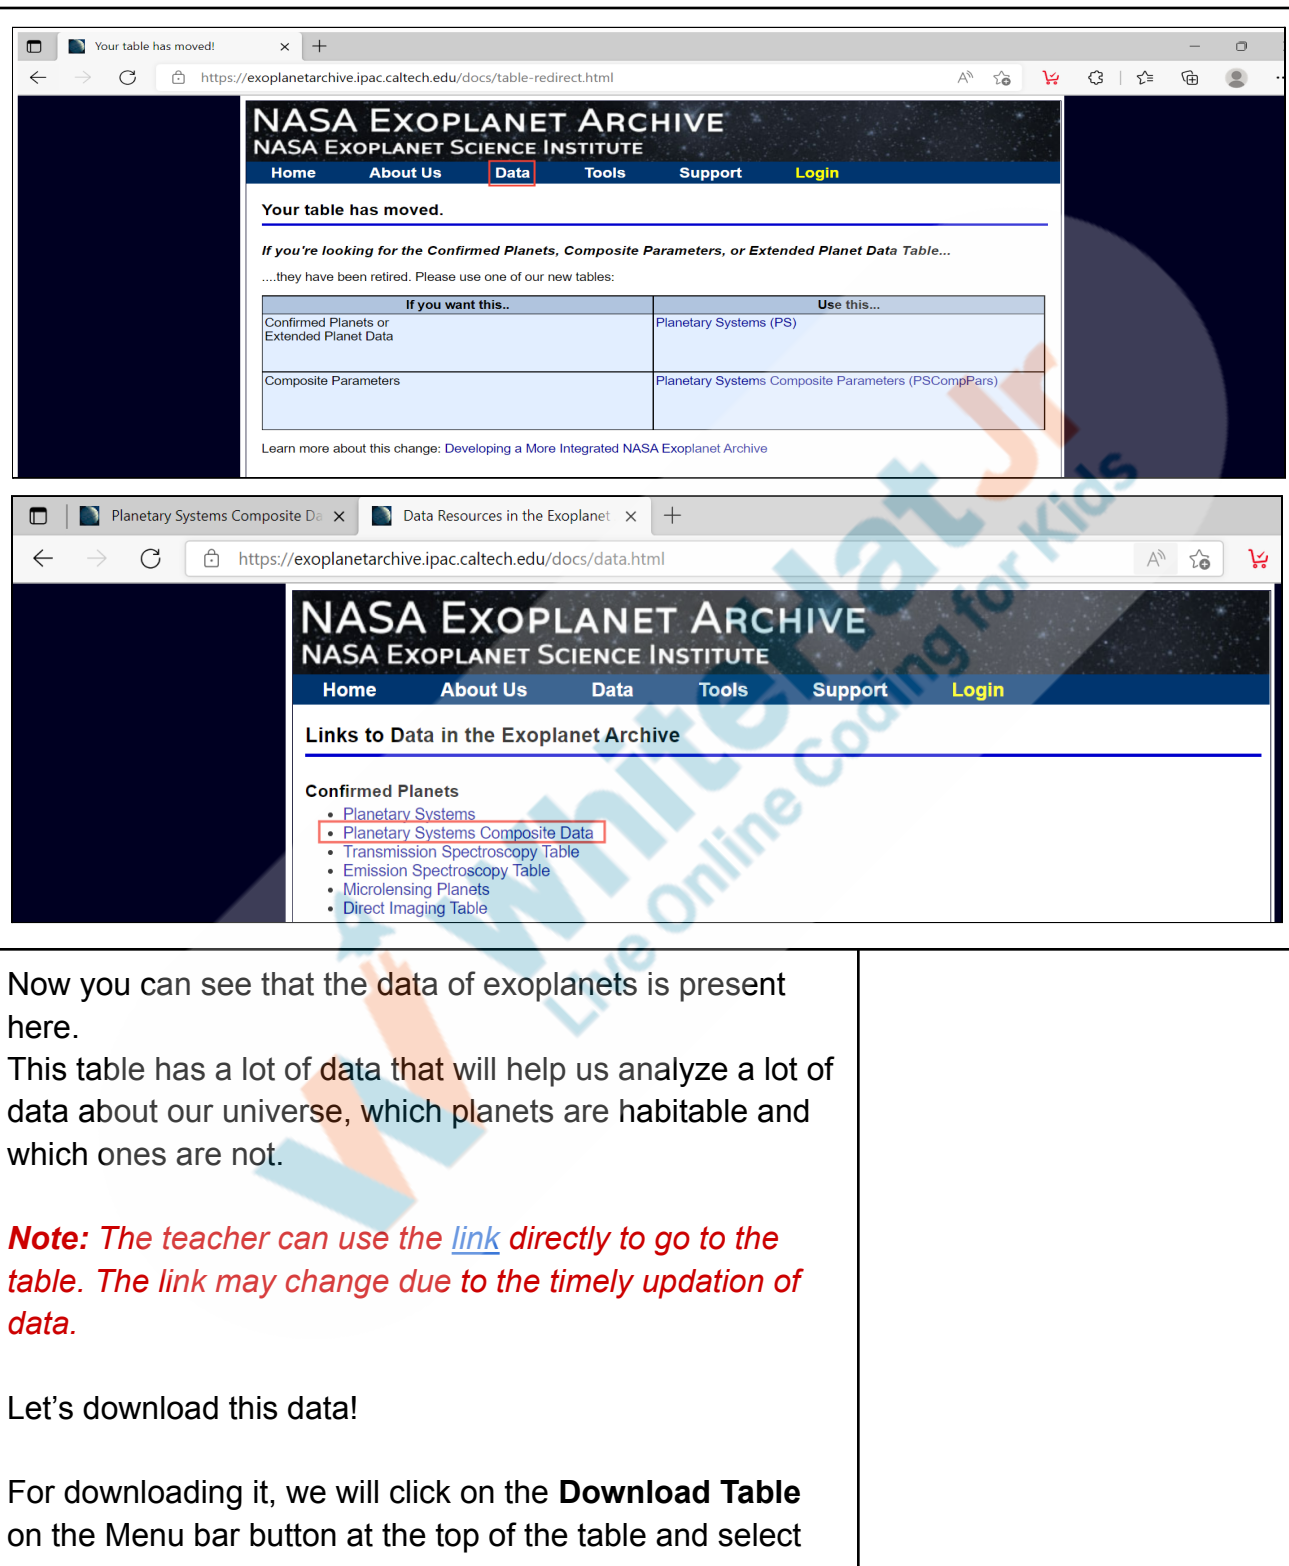 Your table has moved!
https://exoplanetarchive.ipac.caltech.edu/docs/table-redirect.html
NASA EXOPLANET ARCHIVE
NASA EXOPLANET SCIENCE INSTITUTE
Home About Us Data Tools Support Login
Your table has moved.
If you're looking for the Confirmed Planets, Composite Parameters, or Extended Planet Data Table...
....they have been retired. Please use one of our new tables:
If you want this.. Use this...
Confirmed Planets or
Extended Planet Data
Planetary Systems (PS)
Composite Parameters Planetary Systems Composite Parameters (PSCompPars)
Learn more about this change: Developing a More Integrated NASA Exoplanet Archive
Planetary Systems Composite Da Data Resources in the Exoplanet
https://exoplanetarchive.ipac.caltech.edu/docs/data.html
NASA EXOPLANET ARCHIVE
NASA EXOPLANET SCIENCE INSTITUTE
Home About Us Data Tools Support Login
Links to Data in the Exoplanet Archive
Confirmed Planets
• Planetary Systems
• Planetary Systems Composite Data
• Transmission Spectroscopy Table
• Emission Spectroscopy Table
• Microlensing Planets
• Direct Imaging Table
Now you can see that the data of exoplanets is present
here.
This table has a lot of data that will help us analyze a lot of
data about our universe, which planets are habitable and
which ones are not.
Note: The teacher can use the link directly to go to the
table. The link may change due to the timely updation of
data.
Let's download this data!
For downloading it, we will click on the Download Table
on the Menu bar button at the top of the table and select
WhiteHat Jr
Live Online Coding for Kids